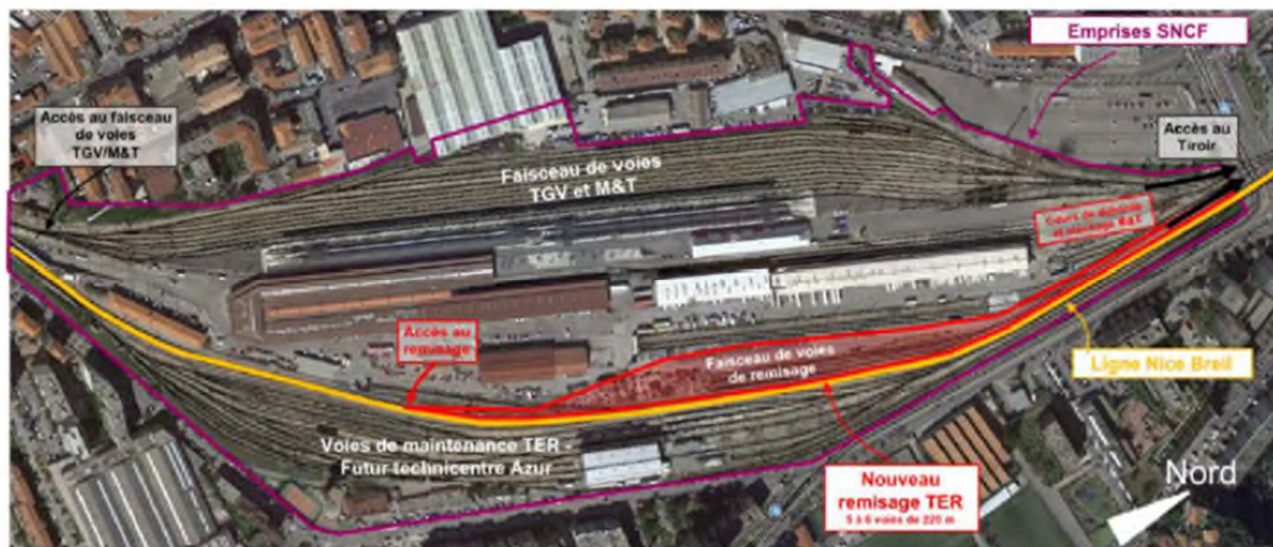 Emprises SNCF
Accès au faisceau
de voies
TGV/M&T
Accès au
Tiroir
Faisceau de voies
TGV et M&T
Accès au
remisage
Faisceau de voies
de remisage
Ligne Nice Breil
Voies de maintenance TER -
Futur technicentre Azur
Nouveau
remisage TER
5 à 6 voies de 220 m
Nord